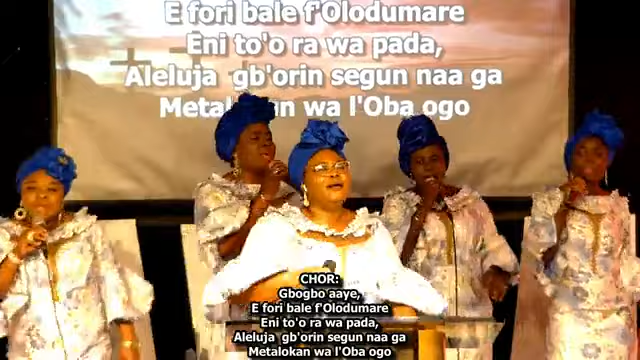 E fori bale f'Olodumare
Eni to'o ra wa pada,
Aleluja gb'orin segun naa ga
Metalokan wa l'Oba ogo
CHOR:
Gbogbo aaye,
E fori bale f'Olodumare
Eni to'o ra wa pada,
Aleluja gb'orin segun naa ga
Metalokan wa l'Oba ogo